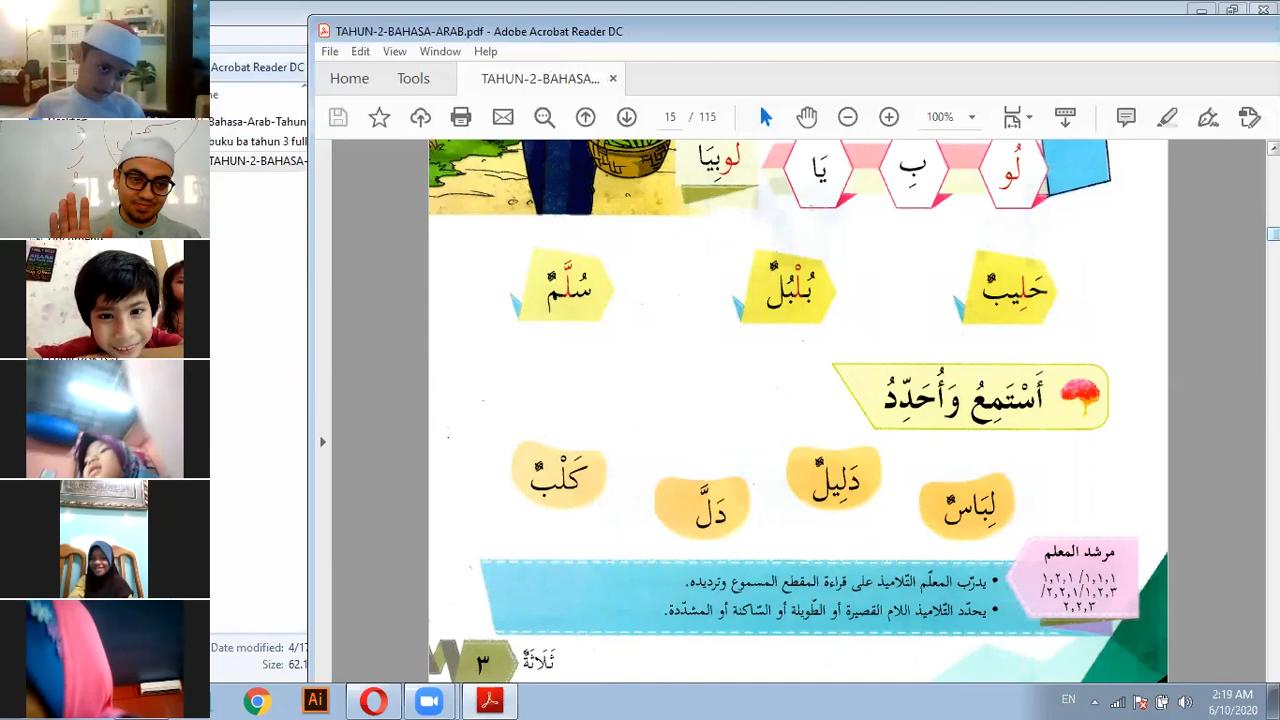 TAHUN-2-BAHASA-ARAB.pdf - Adobe Acrobat Reader DC
File Edit View Window Help
Home Tools TAHUN-2-BAHASA... ×
15 / 115 100%
Acrobat Reader DC
Bahasa-Arab-Tahun
buku ba tahun 3 full
TAHUN-2-BAHASA-
لُو بِ يَا لُوبِيَا
حَلِيبٌ بُلْبُلٌ سُلَّمٌ
أَسْتَمِعُ وَأُحَدِّدُ
لِبَاسٌ دَلِيلٌ دَلَّ كَلْبٌ
مرشد المعلم
• يدرّب المعلّم التّلاميذ على قراءة المقطع المسموع وترديده.
• يحدّد التّلاميذ اللام القصيرة أو الطّويلة أو السّاكنة أو المشدّدة.
٣ ثَلَاثَةٌ
Date modified: 4/17
Size: 62.1
Ai
EN
2:19 AM
6/10/2020